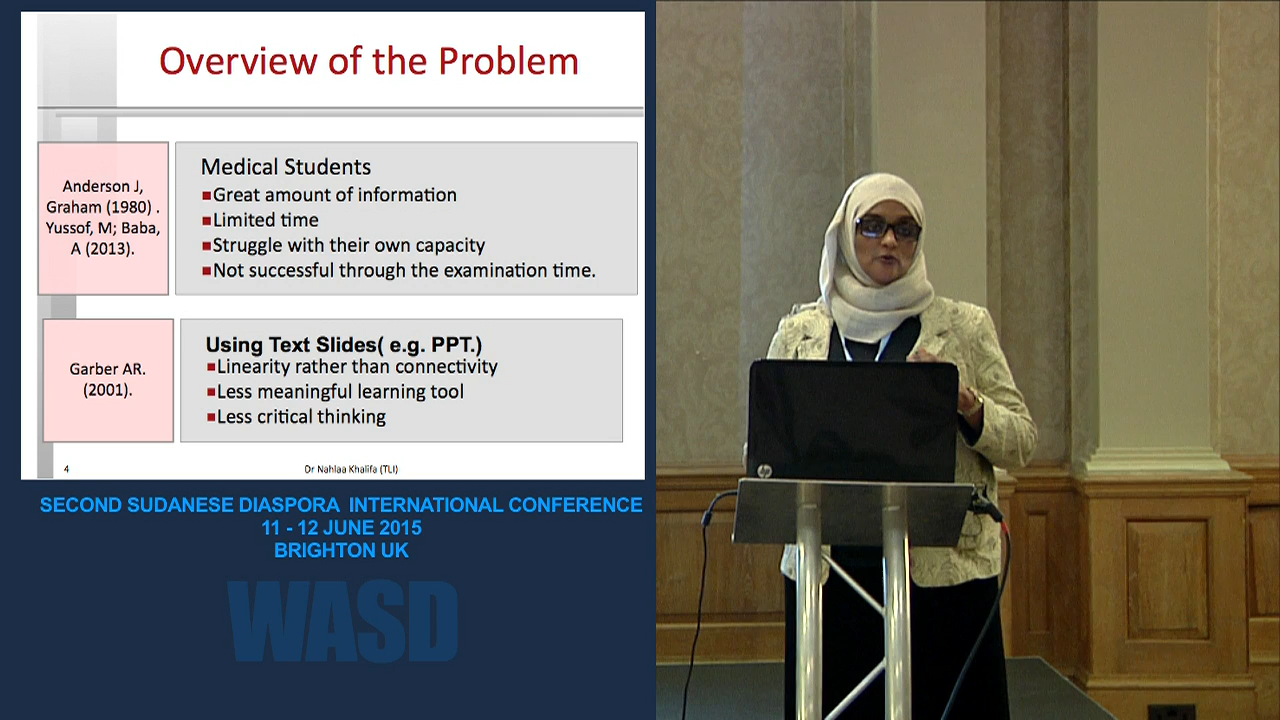 Overview of the Problem
Anderson J,
Graham (1980) .
Yussof, M; Baba,
A (2013).
Medical Students
Great amount of information
Limited time
Struggle with their own capacity
Not successful through the examination time.
Garber AR.
(2001).
Using Text Slides( e.g. PPT.)
Linearity rather than connectivity
Less meaningful learning tool
Less critical thinking
4
Dr Nahlaa Khalifa (TLI)
SECOND SUDANESE DIASPORA INTERNATIONAL CONFERENCE
11 - 12 JUNE 2015
BRIGHTON UK
WASD
hp